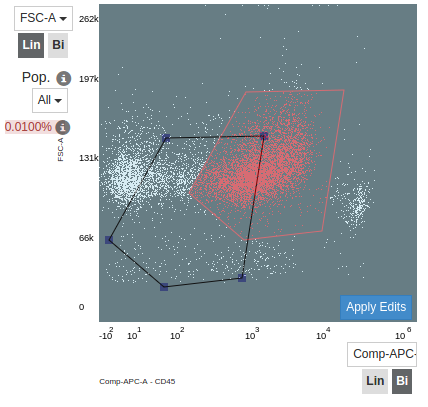 FSC-A
Lin Bi
Pop.
All
0.0100%
262k
197k
131k
66k
0
FSC-A
-10 2 10 1 10 2 10 3 10 4 10 6
Apply Edits
Comp-APC-
Lin Bi
Comp-APC-A - CD45